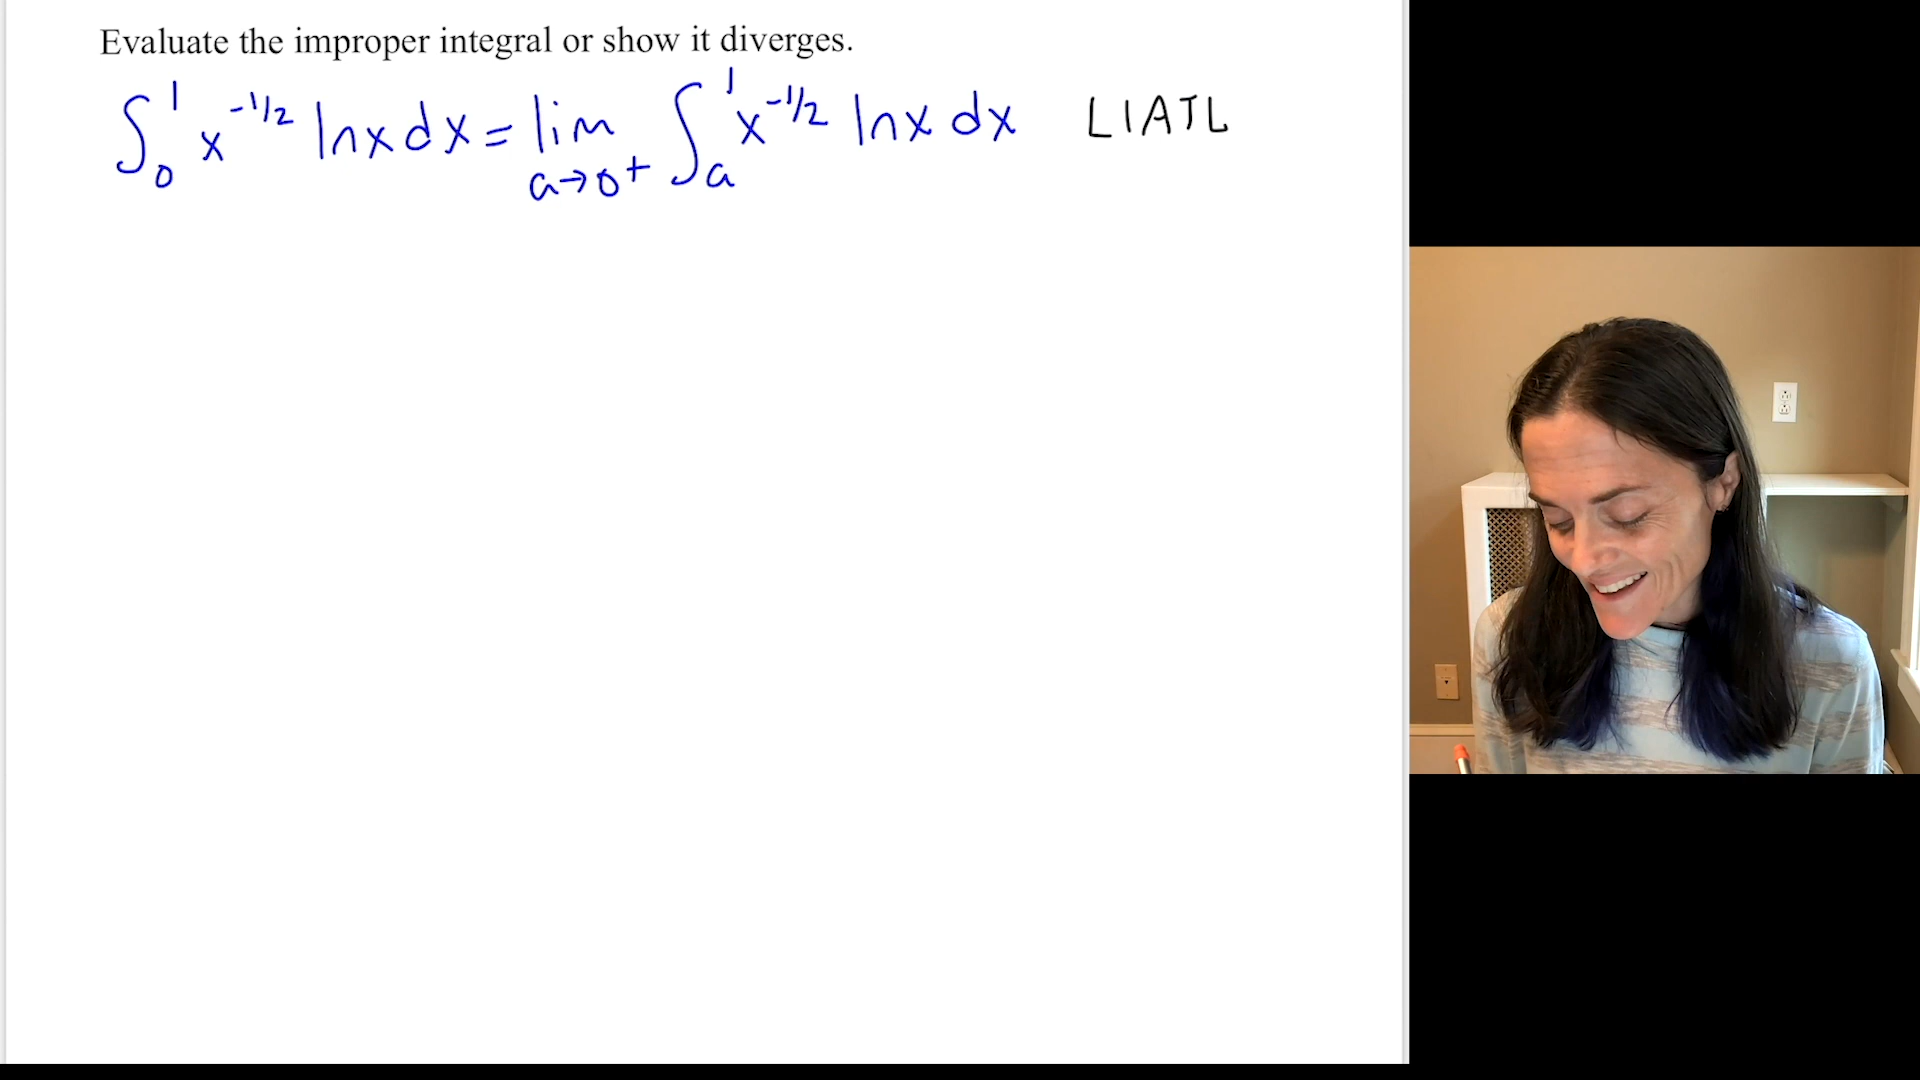 Evaluate the improper integral or show it diverges.
∫₀¹ x^(-1/2) ln x dx = lim_(a→0⁺) ∫ₐ¹ x^(-1/2) ln x dx LIATL